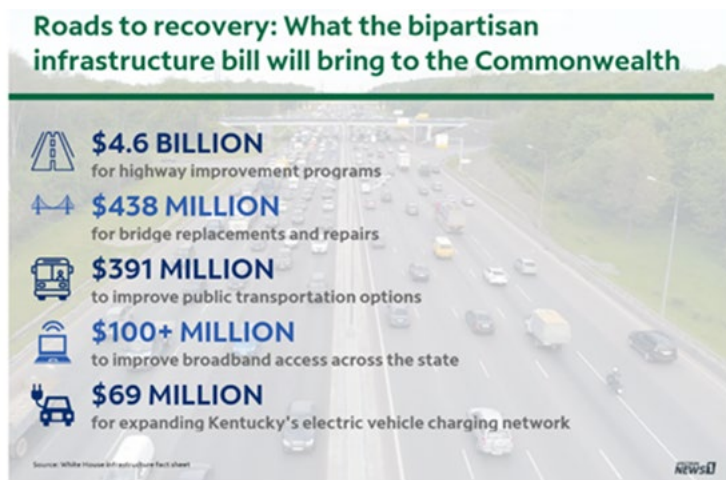 Roads to recovery: What the bipartisan
infrastructure bill will bring to the Commonwealth
$4.6 BILLION
for highway improvement programs
$438 MILLION
for bridge replacements and repairs
$391 MILLION
to improve public transportation options
$100+ MILLION
to improve broadband access across the state
$69 MILLION
for expanding Kentucky's electric vehicle charging network
Source: White House infrastructure fact sheet
NEWS 1